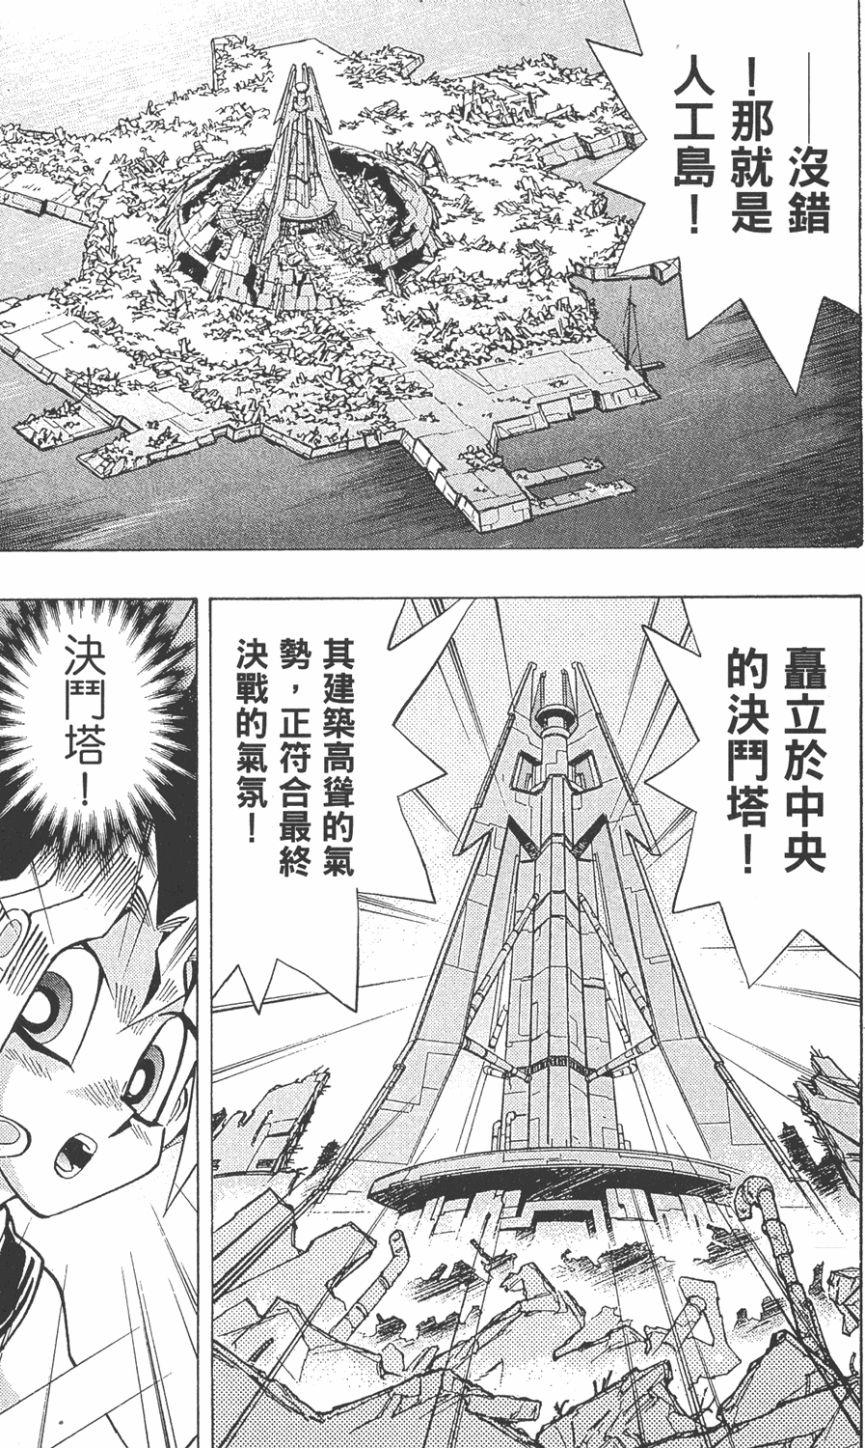 ——沒錯
！那就是
人工島！
矗立於中央
的決鬥塔！
其建築高聳的氣
勢，正符合最終
決戰的氣氛！
決鬥塔！